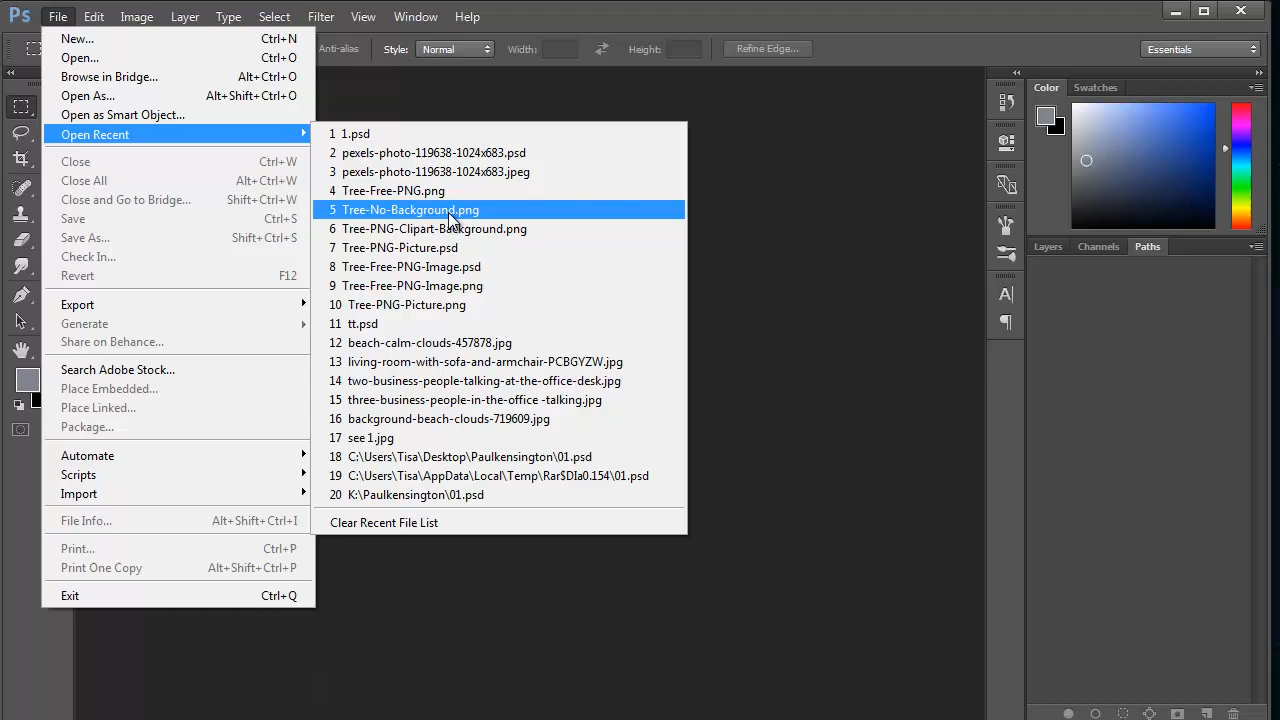 Ps File Edit Image Layer Type Select Filter View Window Help
Anti-alias Style: Normal Width: Height: Refine Edge... Essentials
New... Ctrl+N
Open... Ctrl+O
Browse in Bridge... Alt+Ctrl+O
Open As... Alt+Shift+Ctrl+O
Open as Smart Object...
Open Recent
Close Ctrl+W
Close All Alt+Ctrl+W
Close and Go to Bridge... Shift+Ctrl+W
Save Ctrl+S
Save As... Shift+Ctrl+S
Check In...
Revert F12
Export
Generate
Share on Behance...
Search Adobe Stock...
Place Embedded...
Place Linked...
Package...
Automate
Scripts
Import
File Info... Alt+Shift+Ctrl+I
Print... Ctrl+P
Print One Copy Alt+Shift+Ctrl+P
Exit Ctrl+Q
1 1.psd
2 pexels-photo-119638-1024x683.psd
3 pexels-photo-119638-1024x683.jpeg
4 Tree-Free-PNG.png
5 Tree-No-Background.png
6 Tree-PNG-Clipart-Background.png
7 Tree-PNG-Picture.psd
8 Tree-Free-PNG-Image.psd
9 Tree-Free-PNG-Image.png
10 Tree-PNG-Picture.png
11 tt.psd
12 beach-calm-clouds-457878.jpg
13 living-room-with-sofa-and-armchair-PCBGYZW.jpg
14 two-business-people-talking-at-the-office-desk.jpg
15 three-business-people-in-the-office -talking.jpg
16 background-beach-clouds-719609.jpg
17 see 1.jpg
18 C:\Users\Tisa\Desktop\Paulkensington\01.psd
19 C:\Users\Tisa\AppData\Local\Temp\Rar$DIa0.154\01.psd
20 K:\Paulkensington\01.psd
Clear Recent File List
Color Swatches
Layers Channels Paths